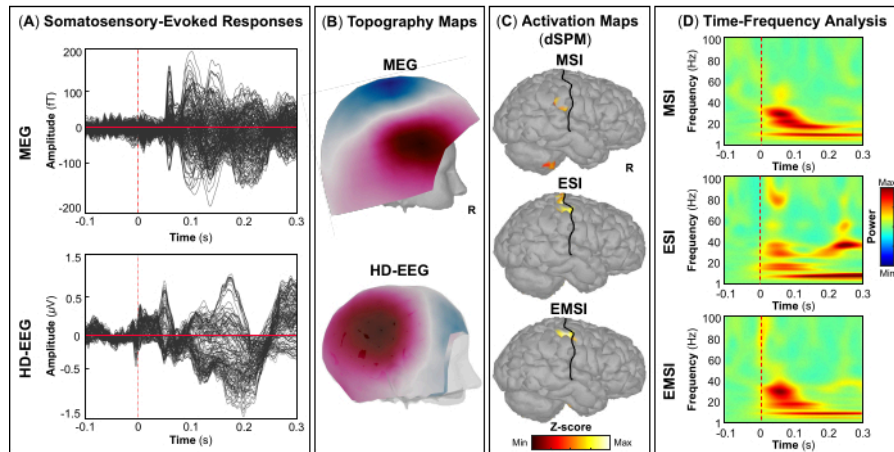 (A) Somatosensory-Evoked Responses
MEG
Amplitude (fT)
200
100
0
-100
-200
-0.1 0 0.1 0.2 0.3
Time (s)
HD-EEG
Amplitude (µV)
1.5
0.5
0
-0.5
-1.5
-0.1 0 0.1 0.2 0.3
Time (s)
(B) Topography Maps
MEG
R
HD-EEG
(C) Activation Maps
(dSPM)
MSI
R
ESI
EMSI
Z-score
Min Max
(D) Time-Frequency Analysis
MSI
Frequency (Hz)
100
80
60
40
20
1
-0.1 0 0.1 0.2 0.3
Time (s)
ESI
Frequency (Hz)
100
80
60
40
20
1
-0.1 0 0.1 0.2 0.3
Time (s)
Max
Power
Min
EMSI
Frequency (Hz)
100
80
60
40
20
1
-0.1 0 0.1 0.2 0.3
Time (s)